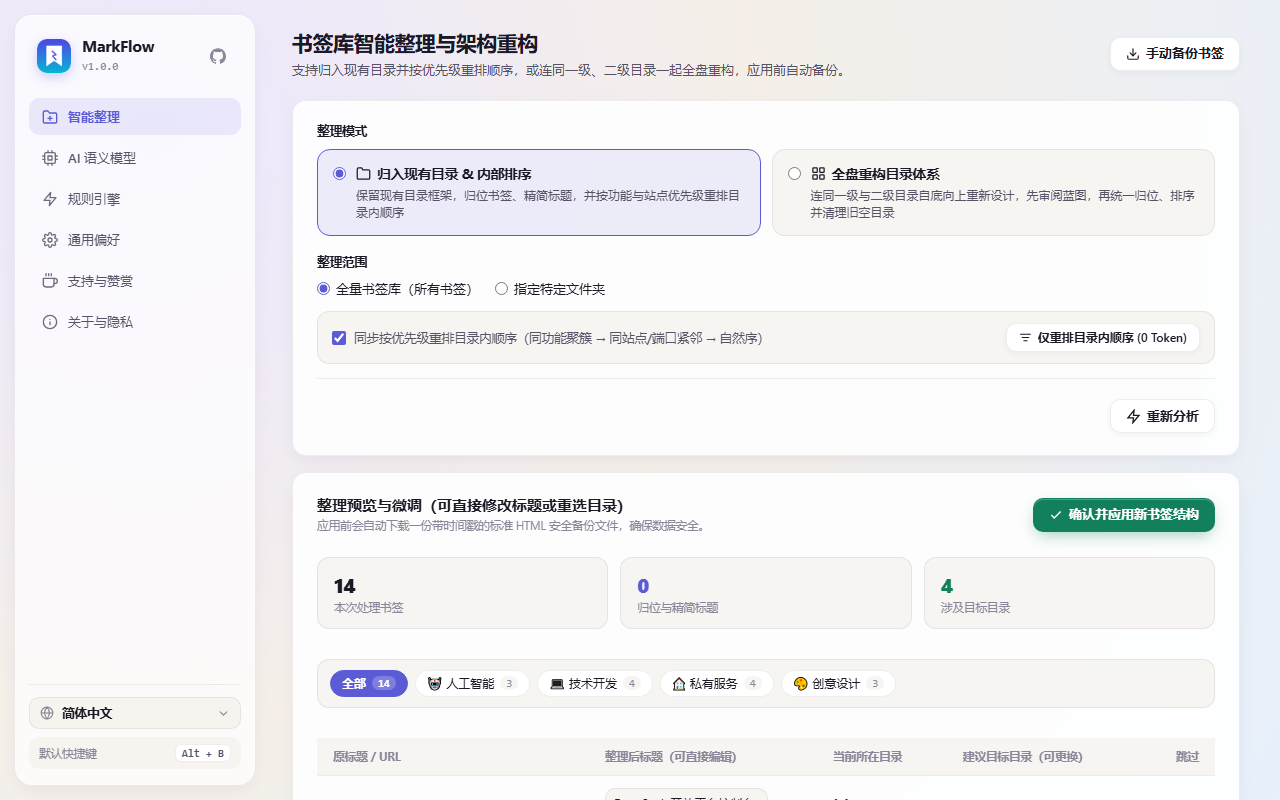 MarkFlow
v1.0.0
智能整理
AI 语义模型
规则引擎
通用偏好
支持与赞赏
关于与隐私
简体中文
默认快捷键
Alt + B
书签库智能整理与架构重构
支持归入现有目录并按优先级重排顺序，或连同一级、二级目录一起全盘重构，应用前自动备份。
手动备份书签
整理模式
归入现有目录 & 内部排序
保留现有目录框架，归位书签、精简标题，并按功能与站点优先级重排目
录内顺序
全盘重构目录体系
连同一级与二级目录自底向上重新设计，先审阅蓝图，再统一归位、排序
并清理旧空目录
整理范围
全量书签库（所有书签）
指定特定文件夹
同步按优先级重排目录内顺序（同功能聚簇 → 同站点/端口紧邻 → 自然序）
仅重排目录内顺序 (0 Token)
重新分析
整理预览与微调（可直接修改标题或重选目录）
应用前会自动下载一份带时间戳的标准 HTML 安全备份文件，确保数据安全。
确认并应用新书签结构
14
本次处理书签
0
归位与精简标题
4
涉及目标目录
全部 14
人工智能 3
技术开发 4
私有服务 4
创意设计 3
原标题 / URL
整理后标题（可直接编辑）
当前所在目录
建议目标目录（可更换）
跳过